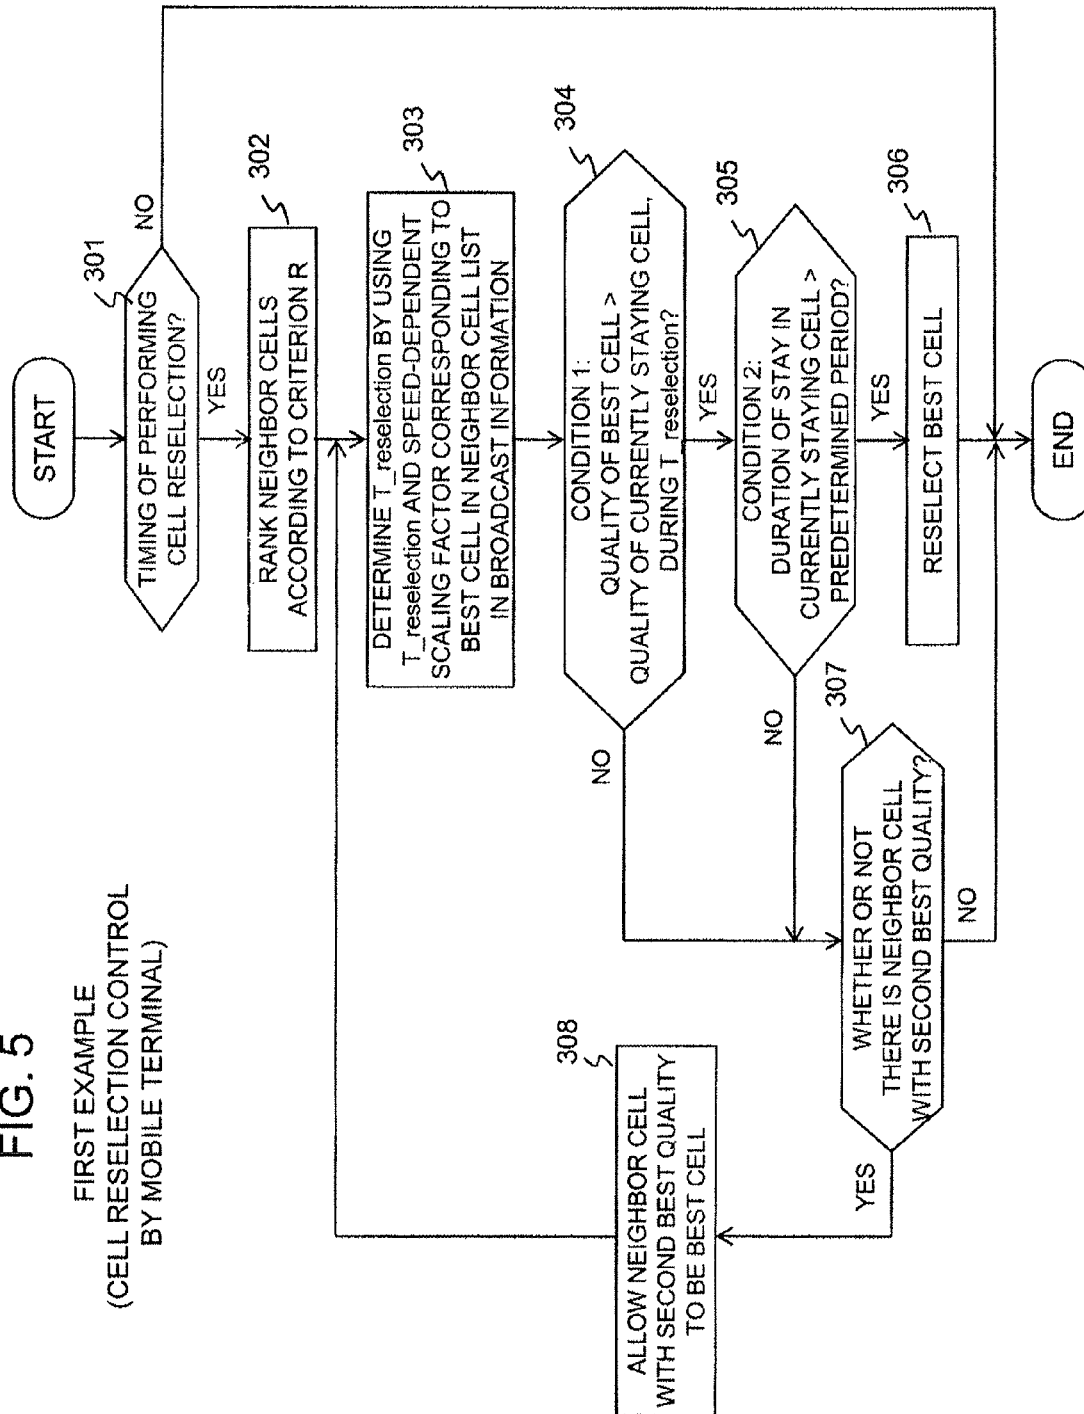 FIG. 5
FIRST EXAMPLE
(CELL RESELECTION CONTROL
BY MOBILE TERMINAL)
START
301
TIMING OF PERFORMING
CELL RESELECTION?
NO
YES
302
RANK NEIGHBOR CELLS
ACCORDING TO CRITERION R
303
DETERMINE T_reselection BY USING
T_reselection AND SPEED-DEPENDENT
SCALING FACTOR CORRESPONDING TO
BEST CELL IN NEIGHBOR CELL LIST
IN BROADCAST INFORMATION
304
CONDITION 1:
QUALITY OF BEST CELL >
QUALITY OF CURRENTLY STAYING CELL,
DURING T_reselection?
NO
YES
305
CONDITION 2:
DURATION OF STAY IN
CURRENTLY STAYING CELL >
PREDETERMINED PERIOD?
NO
YES
306
RESELECT BEST CELL
307
WHETHER OR NOT
THERE IS NEIGHBOR CELL
WITH SECOND BEST QUALITY?
YES
NO
308
ALLOW NEIGHBOR CELL
WITH SECOND BEST QUALITY
TO BE BEST CELL
END